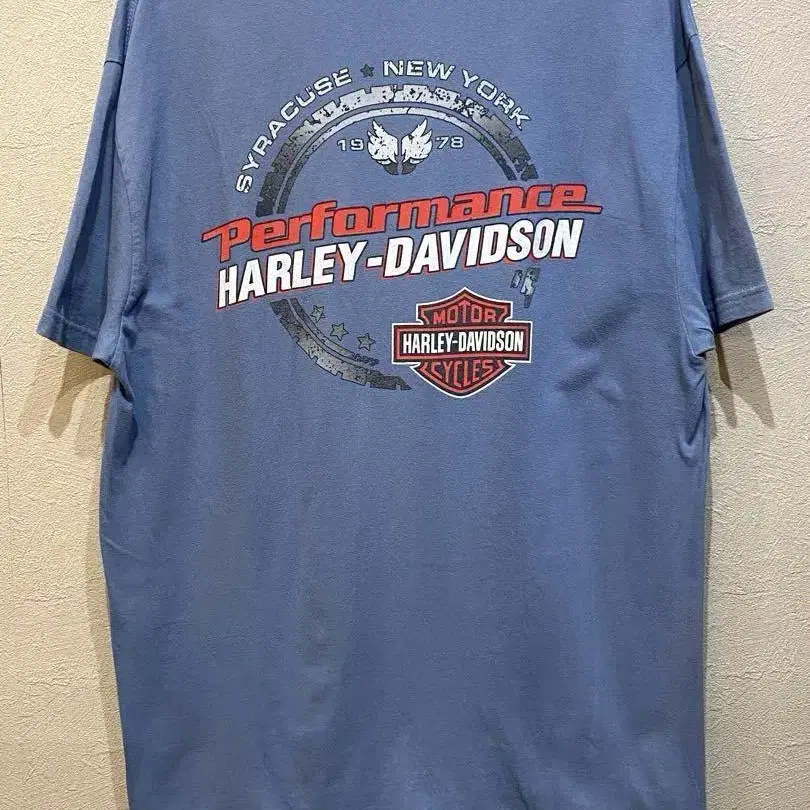 SYRACUSE ★ NEW YORK
19 78
Performance
HARLEY-DAVIDSON
MOTOR
HARLEY-DAVIDSON
CYCLES